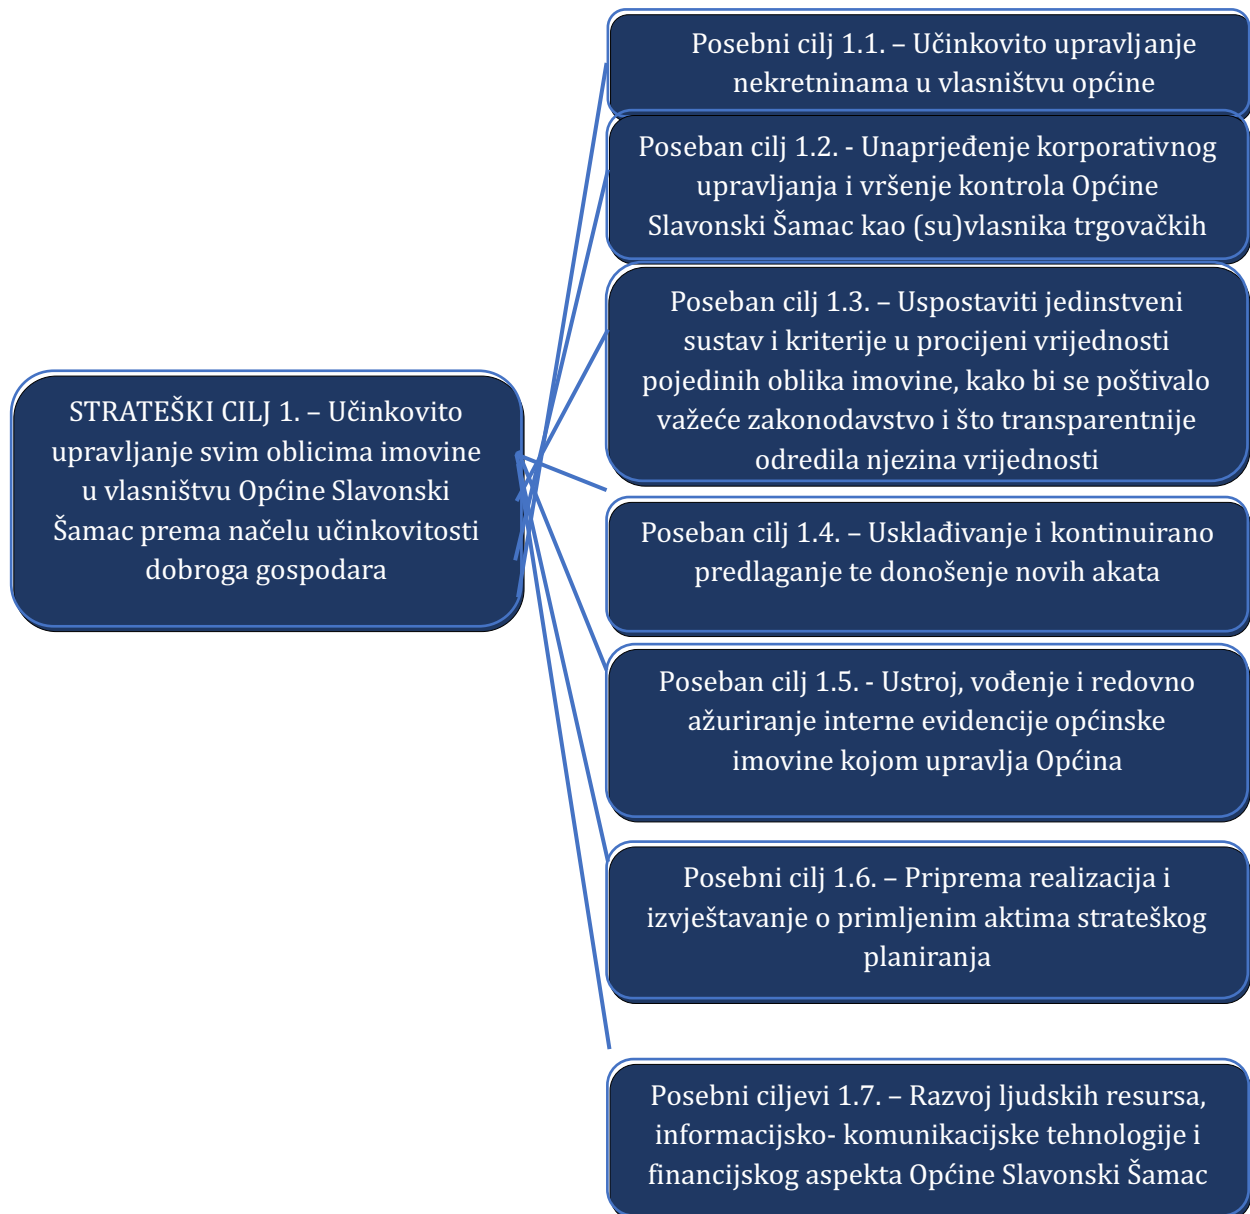 STRATEŠKI CILJ 1. – Učinkovito
upravljanje svim oblicima imovine
u vlasništvu Općine Slavonski
Šamac prema načelu učinkovitosti
dobroga gospodara
Posebni cilj 1.1. – Učinkovito upravljanje
nekretninama u vlasništvu općine
Poseban cilj 1.2. - Unaprjeđenje korporativnog
upravljanja i vršenje kontrola Općine
Slavonski Šamac kao (su)vlasnika trgovačkih
Poseban cilj 1.3. – Uspostaviti jedinstveni
sustav i kriterije u procijeni vrijednosti
pojedinih oblika imovine, kako bi se poštivalo
važeće zakonodavstvo i što transparentnije
odredila njezina vrijednosti
Poseban cilj 1.4. – Usklađivanje i kontinuirano
predlaganje te donošenje novih akata
Poseban cilj 1.5. - Ustroj, vođenje i redovno
ažuriranje interne evidencije općinske
imovine kojom upravlja Općina
Posebni cilj 1.6. – Priprema realizacija i
izvještavanje o primljenim aktima strateškog
planiranja
Posebni ciljevi 1.7. – Razvoj ljudskih resursa,
informacijsko- komunikacijske tehnologije i
financijskog aspekta Općine Slavonski Šamac